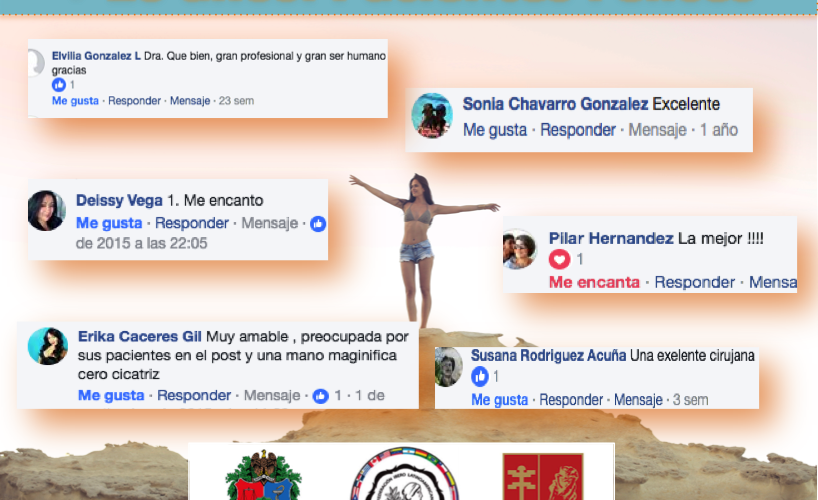 Elvilia Gonzalez L Dra. Que bien, gran profesional y gran ser humano
gracias
1
Me gusta · Responder · Mensaje · 23 sem
Sonia Chavarro Gonzalez Excelente
Me gusta · Responder · Mensaje · 1 año
Deissy Vega 1. Me encanto
Me gusta · Responder · Mensaje ·
de 2015 a las 22:05
Pilar Hernandez La mejor !!!!
1
Me encanta · Responder · Mensa
Erika Caceres Gil Muy amable , preocupada por
sus pacientes en el post y una mano maginifica
cero cicatriz
Me gusta · Responder · Mensaje · 1 · 1 de
Susana Rodriguez Acuña Una exelente cirujana
1
Me gusta · Responder · Mensaje · 3 sem